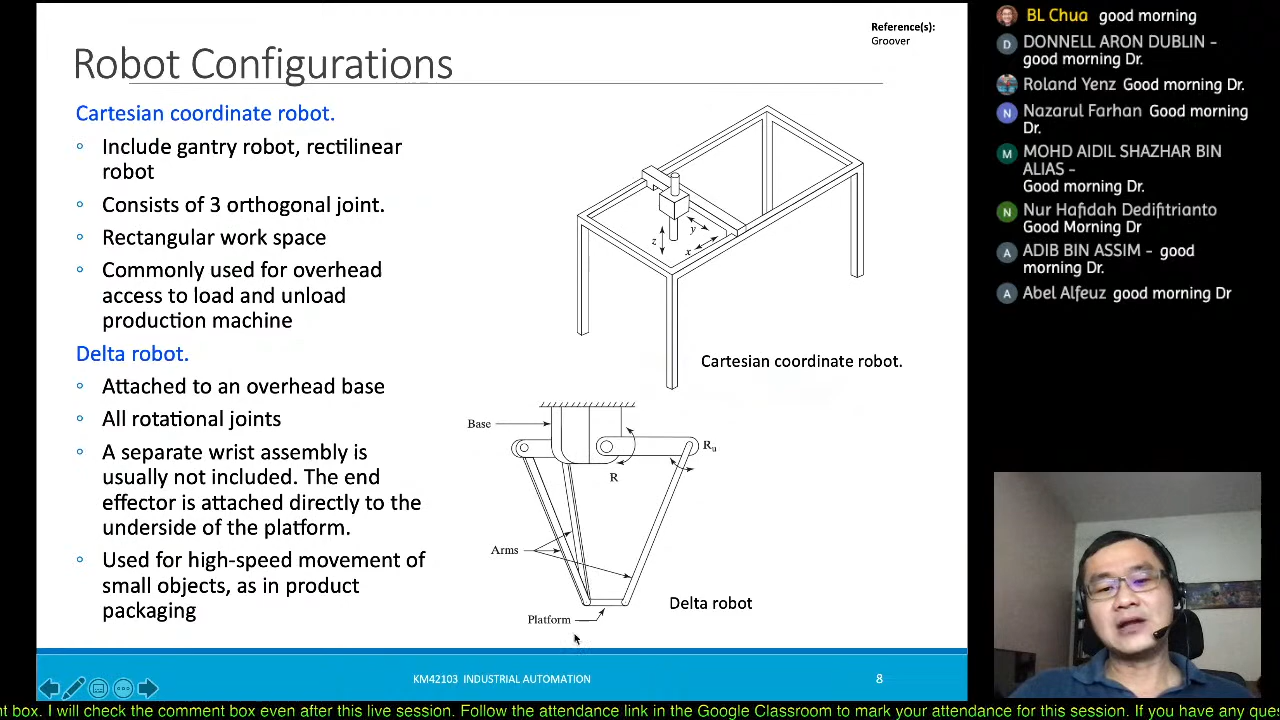 Reference(s):
Groover
Robot Configurations
Cartesian coordinate robot.
Include gantry robot, rectilinear
robot
Consists of 3 orthogonal joint.
Rectangular work space
Commonly used for overhead
access to load and unload
production machine
Delta robot.
Attached to an overhead base
All rotational joints
A separate wrist assembly is
usually not included. The end
effector is attached directly to the
underside of the platform.
Used for high-speed movement of
small objects, as in product
packaging
z
y
x
Cartesian coordinate robot.
Base
Ru
R
Arms
Platform
Delta robot
KM42103 INDUSTRIAL AUTOMATION
8
BL Chua good morning
D DONNELL ARON DUBLIN -
good morning Dr.
Roland Yenz Good morning Dr.
N Nazarul Farhan Good morning
Dr.
M MOHD AIDIL SHAZHAR BIN
ALIAS -
Good morning Dr.
N Nur Hafidah Dedifitrianto
Good Morning Dr
A ADIB BIN ASSIM - good
morning Dr.
A Abel Alfeuz good morning Dr
nt box. I will check the comment box even after this live session. Follow the attendance link in the Google Classroom to mark your attendance for this session. If you have any que